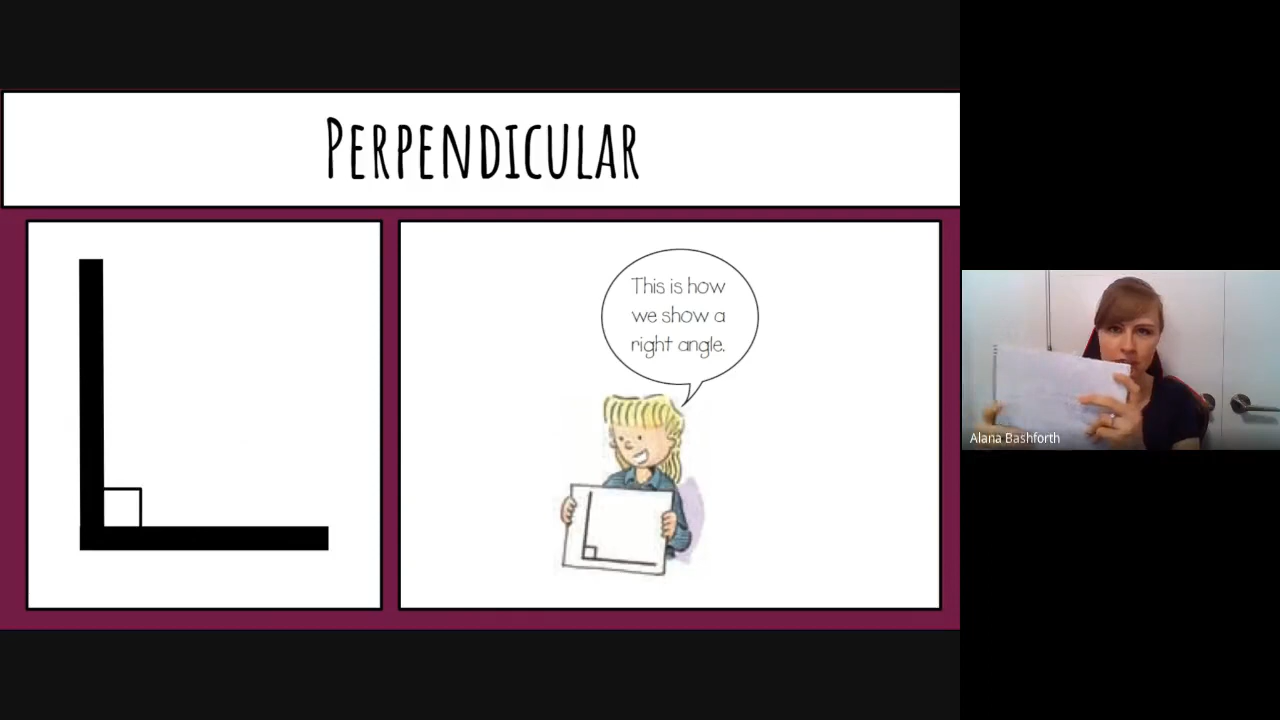 PERPENDICULAR
This is how
we show a
right angle.
Alana Bashforth